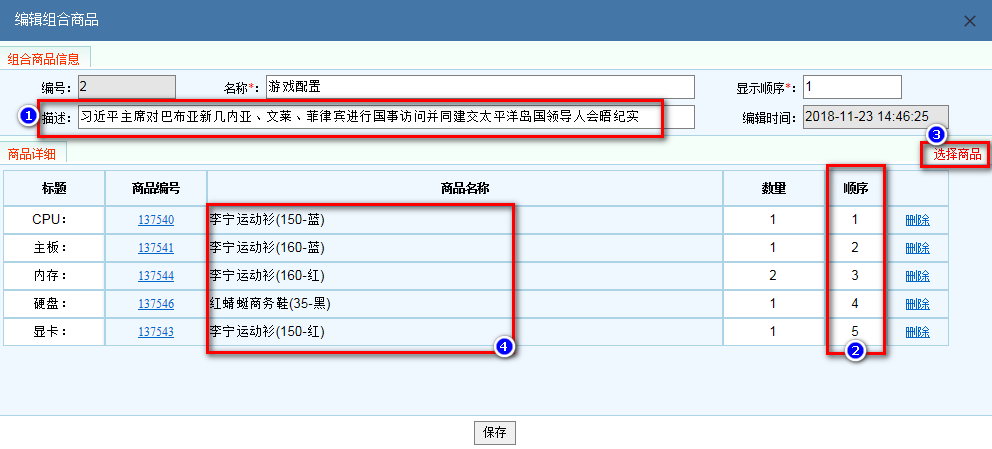 编辑组合商品
组合商品信息
编号： 2 名称*： 游戏配置 显示顺序*： 1
1 描述： 习近平主席对巴布亚新几内亚、文莱、菲律宾进行国事访问并同建交太平洋岛国领导人会晤纪实 编辑时间： 2018-11-23 14:46:25
3
商品详细 选择商品
标题 商品编号 商品名称 数量 顺序
CPU： 137540 李宁运动衫(150-蓝) 1 1 删除
主板： 137541 李宁运动衫(160-蓝) 1 2 删除
内存： 137544 李宁运动衫(160-红) 2 3 删除
硬盘： 137546 红蜻蜓商务鞋(35-黑) 1 4 删除
显卡： 137543 李宁运动衫(150-红) 1 5 删除
4 2
保存